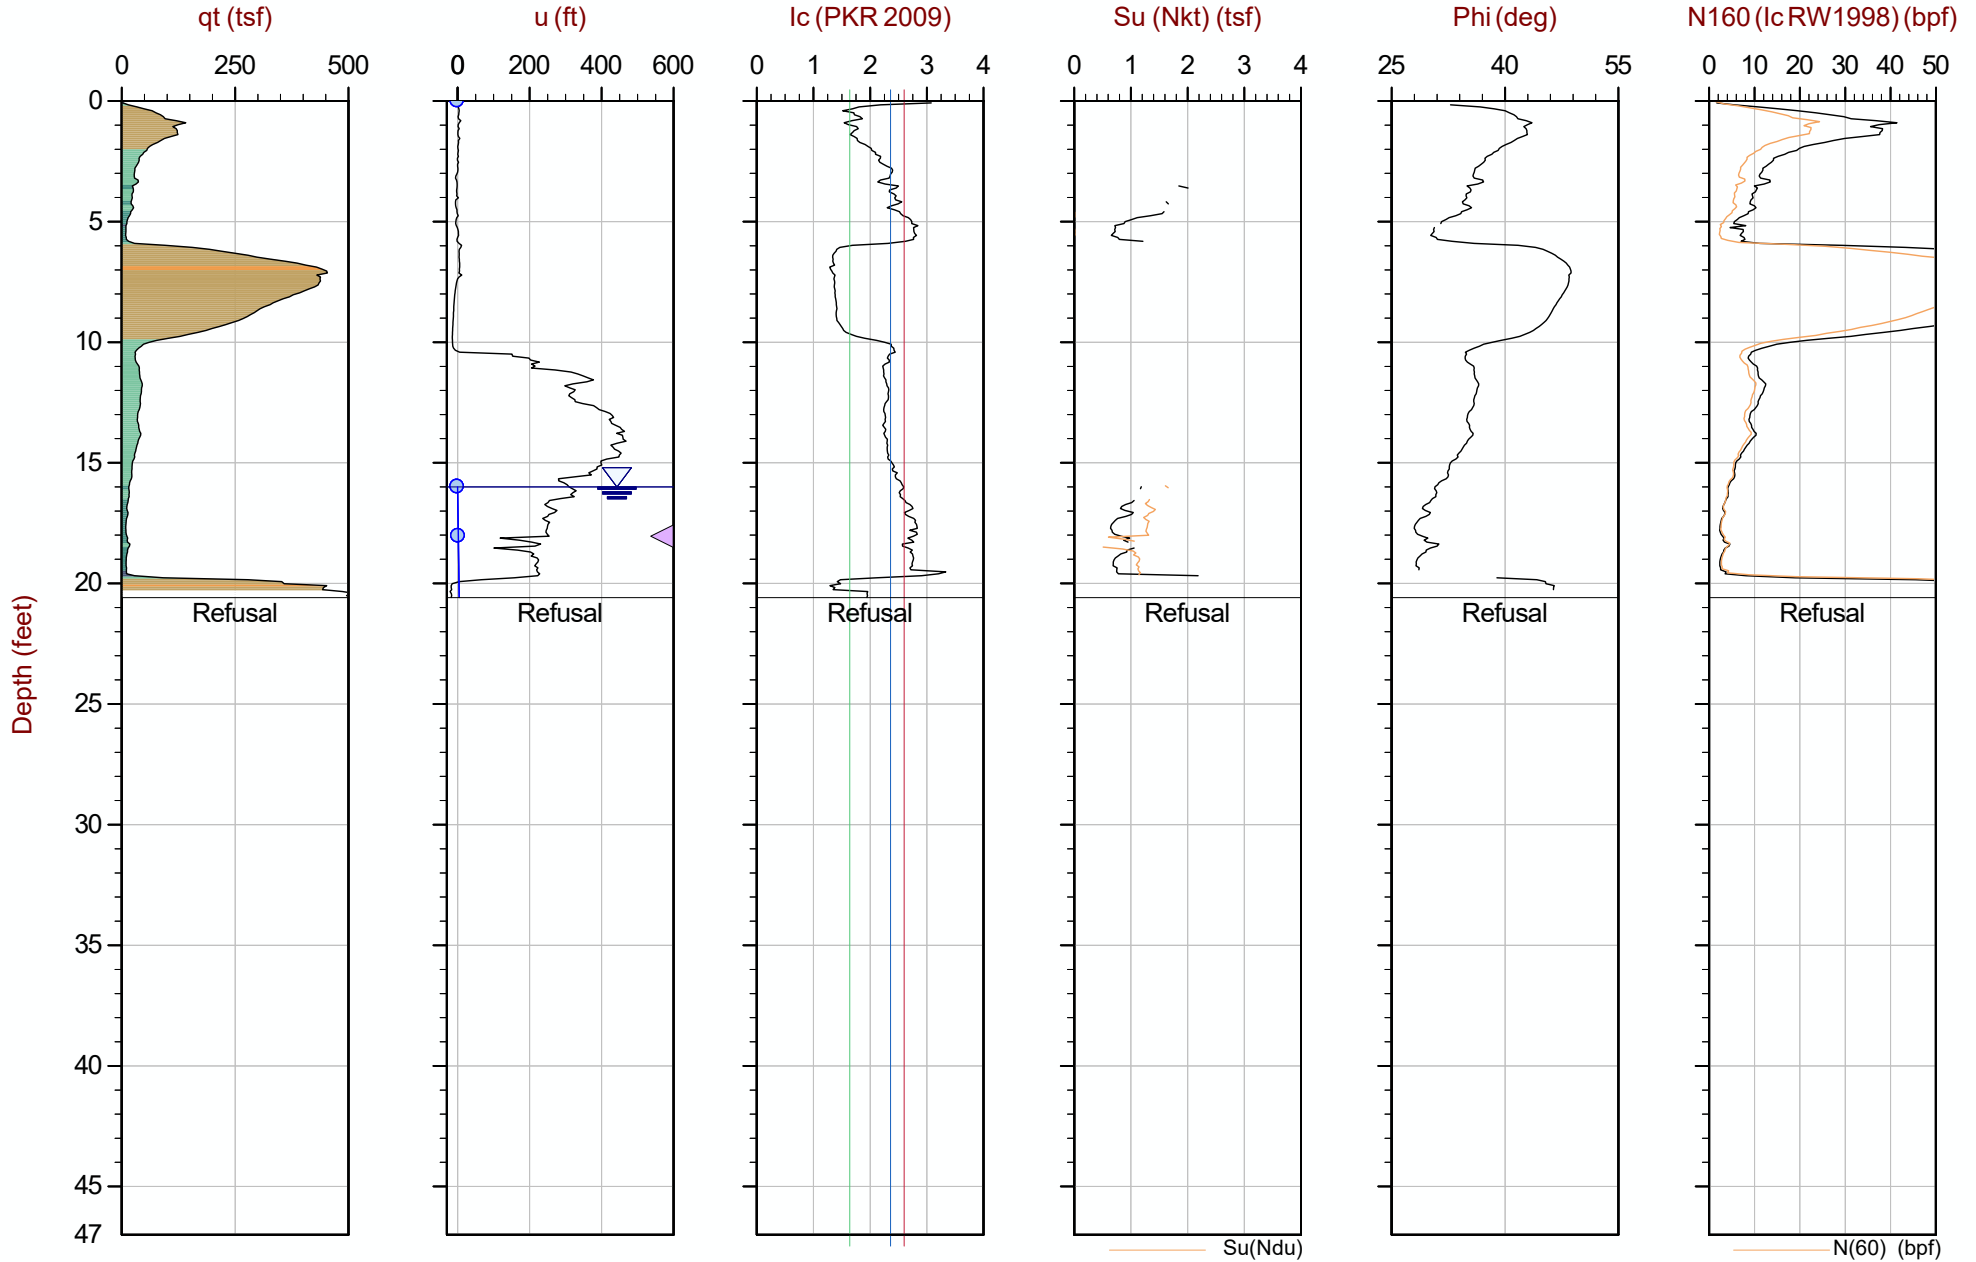 qt (tsf) u (ft) Ic (PKR 2009) Su (Nkt) (tsf) Phi (deg) N160 (Ic RW1998) (bpf)
0 250 500 0 200 400 600 0 1 2 3 4 0 1 2 3 4 25 40 55 0 10 20 30 40 50
0
5
10
15
20
Refusal Refusal Refusal Refusal Refusal Refusal
Depth (feet)
25
30
35
40
45
47
Su(Ndu) N(60) (bpf)